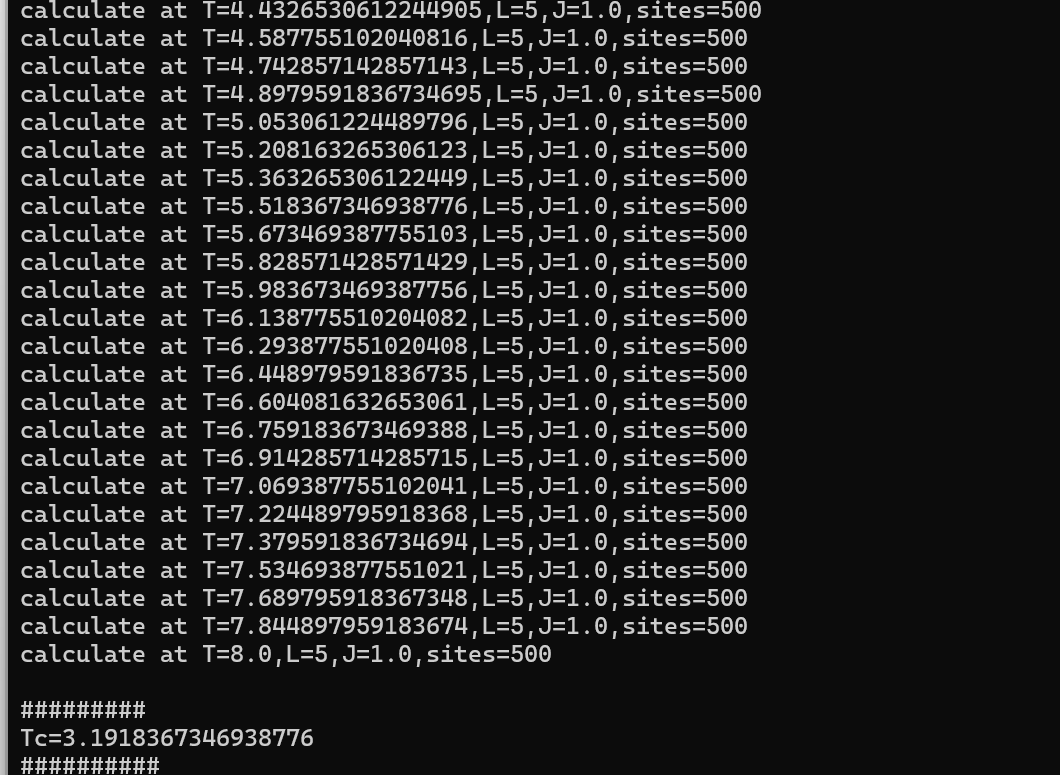 calculate at T=4.4326530612244905,L=5,J=1.0,sites=500
calculate at T=4.587755102040816,L=5,J=1.0,sites=500
calculate at T=4.742857142857143,L=5,J=1.0,sites=500
calculate at T=4.8979591836734695,L=5,J=1.0,sites=500
calculate at T=5.053061224489796,L=5,J=1.0,sites=500
calculate at T=5.208163265306123,L=5,J=1.0,sites=500
calculate at T=5.363265306122449,L=5,J=1.0,sites=500
calculate at T=5.518367346938776,L=5,J=1.0,sites=500
calculate at T=5.673469387755103,L=5,J=1.0,sites=500
calculate at T=5.828571428571429,L=5,J=1.0,sites=500
calculate at T=5.983673469387756,L=5,J=1.0,sites=500
calculate at T=6.138775510204082,L=5,J=1.0,sites=500
calculate at T=6.293877551020408,L=5,J=1.0,sites=500
calculate at T=6.448979591836735,L=5,J=1.0,sites=500
calculate at T=6.604081632653061,L=5,J=1.0,sites=500
calculate at T=6.759183673469388,L=5,J=1.0,sites=500
calculate at T=6.914285714285715,L=5,J=1.0,sites=500
calculate at T=7.069387755102041,L=5,J=1.0,sites=500
calculate at T=7.224489795918368,L=5,J=1.0,sites=500
calculate at T=7.379591836734694,L=5,J=1.0,sites=500
calculate at T=7.534693877551021,L=5,J=1.0,sites=500
calculate at T=7.689795918367348,L=5,J=1.0,sites=500
calculate at T=7.844897959183674,L=5,J=1.0,sites=500
calculate at T=8.0,L=5,J=1.0,sites=500
#########
Tc=3.1918367346938776
##########